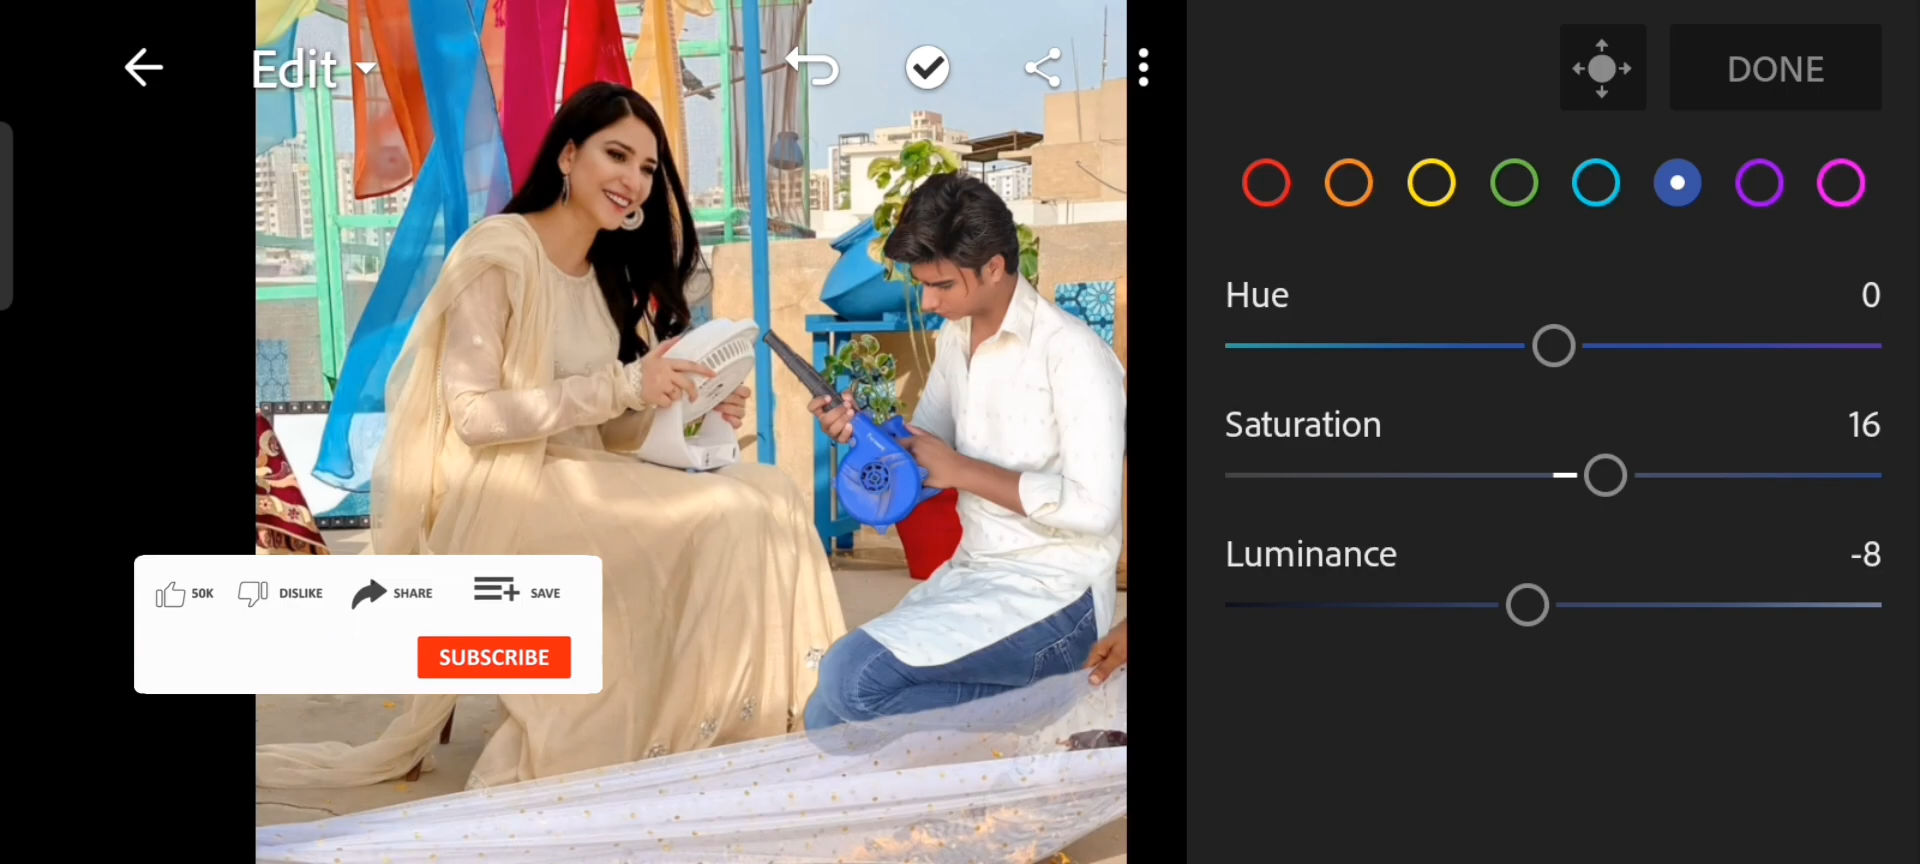 Edit
DONE
Hue 0
Saturation 16
Luminance -8
50K DISLIKE SHARE SAVE
SUBSCRIBE